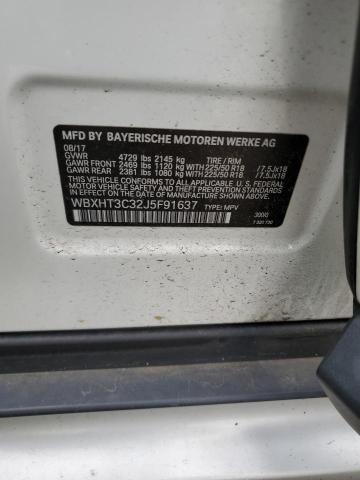 MFD BY BAYERISCHE MOTOREN WERKE AG
08/17
GVWR 4729 lbs 2145 kg TIRE / RIM
GAWR FRONT 2469 lbs 1120 kg WITH 225/50 R18 /7.5Jx18
GAWR REAR 2381 lbs 1080 kg WITH 225/50 R18 /7.5Jx18
THIS VEHICLE CONFORMS TO ALL APPLICABLE U.S. FEDERAL
MOTOR VEHICLE SAFETY, BUMPER, AND THEFT PREVENTION
STANDARDS IN EFFECT ON THE DATE OF MANUFACTURE SHOWN ABOVE.
WBXHT3C32J5F91637 TYPE: MPV